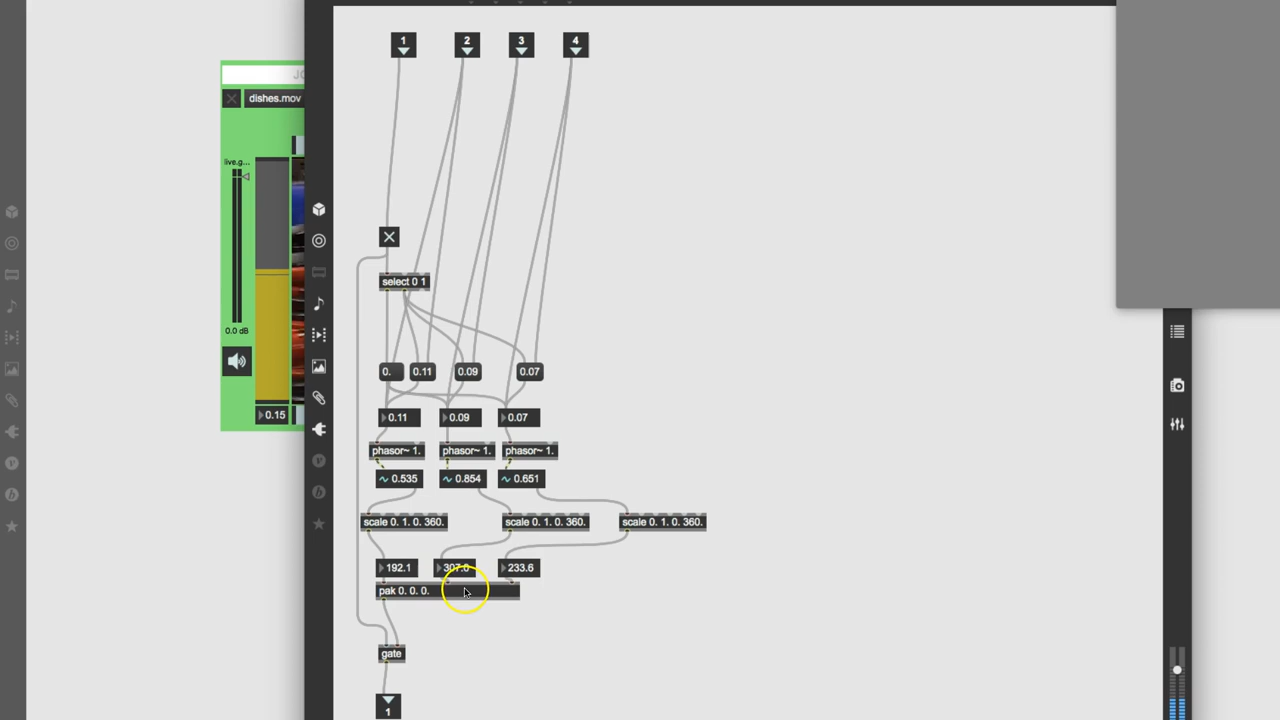 1
2
3
4
JO
dishes.mov
live.g...
select 0 1
0.
0.11
0.09
0.07
0.0 dB
0.15
0.11
0.09
0.07
phasor~ 1.
phasor~ 1.
phasor~ 1.
0.535
0.854
0.651
scale 0. 1. 0. 360.
scale 0. 1. 0. 360.
scale 0. 1. 0. 360.
192.1
233.6
pak 0. 0. 0.
gate
1